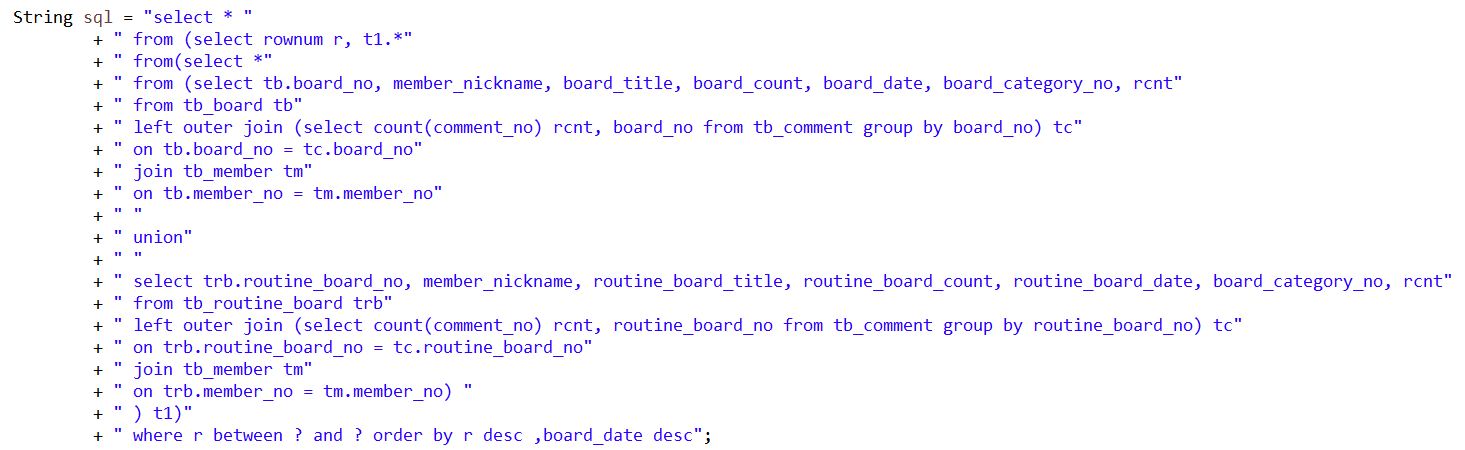 String sql = "select * "
+ " from (select rownum r, t1.*"
+ " from(select *"
+ " from (select tb.board_no, member_nickname, board_title, board_count, board_date, board_category_no, rcnt"
+ " from tb_board tb"
+ " left outer join (select count(comment_no) rcnt, board_no from tb_comment group by board_no) tc"
+ " on tb.board_no = tc.board_no"
+ " join tb_member tm"
+ " on tb.member_no = tm.member_no"
+ " "
+ " union"
+ " "
+ " select trb.routine_board_no, member_nickname, routine_board_title, routine_board_count, routine_board_date, board_category_no, rcnt"
+ " from tb_routine_board trb"
+ " left outer join (select count(comment_no) rcnt, routine_board_no from tb_comment group by routine_board_no) tc"
+ " on trb.routine_board_no = tc.routine_board_no"
+ " join tb_member tm"
+ " on trb.member_no = tm.member_no) "
+ " ) t1)"
+ " where r between ? and ? order by r desc ,board_date desc";